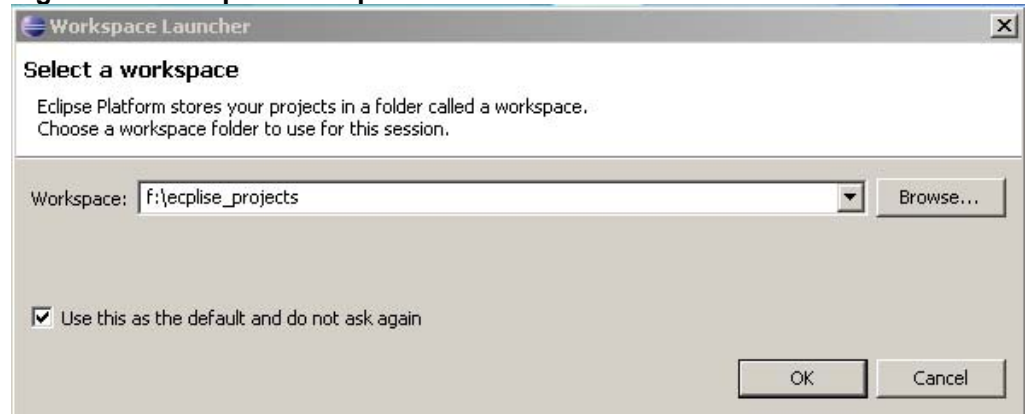 Workspace Launcher
Select a workspace
Eclipse Platform stores your projects in a folder called a workspace.
Choose a workspace folder to use for this session.
Workspace: f:\ecplise_projects Browse...
Use this as the default and do not ask again
OK Cancel